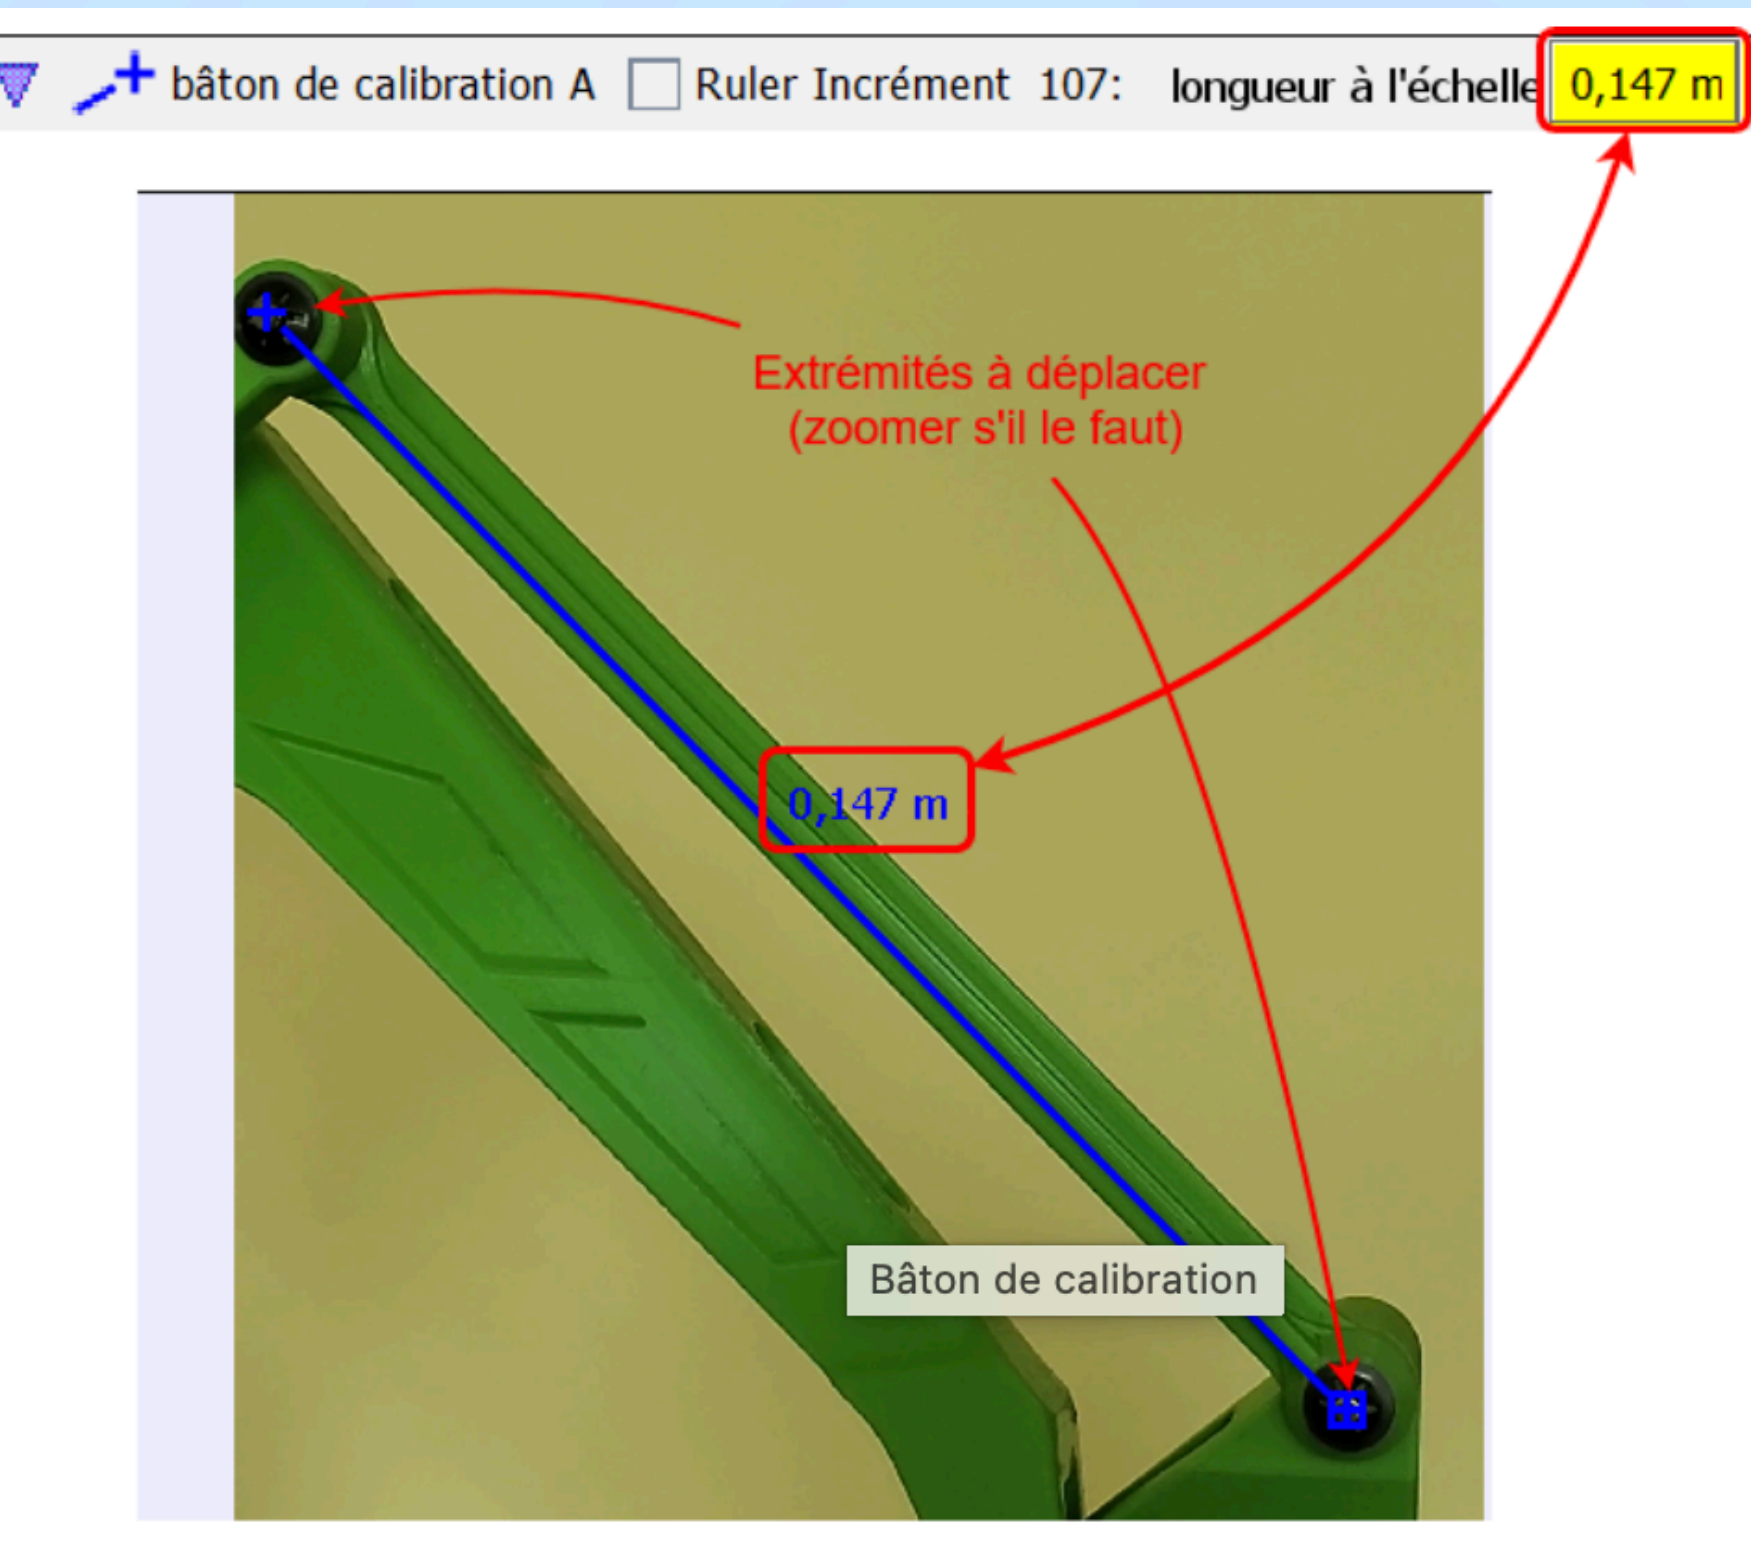 bâton de calibration A Ruler Incrément 107: longueur à l'échelle 0,147 m
Extrémités à déplacer
(zoomer s'il le faut)
0,147 m
Bâton de calibration